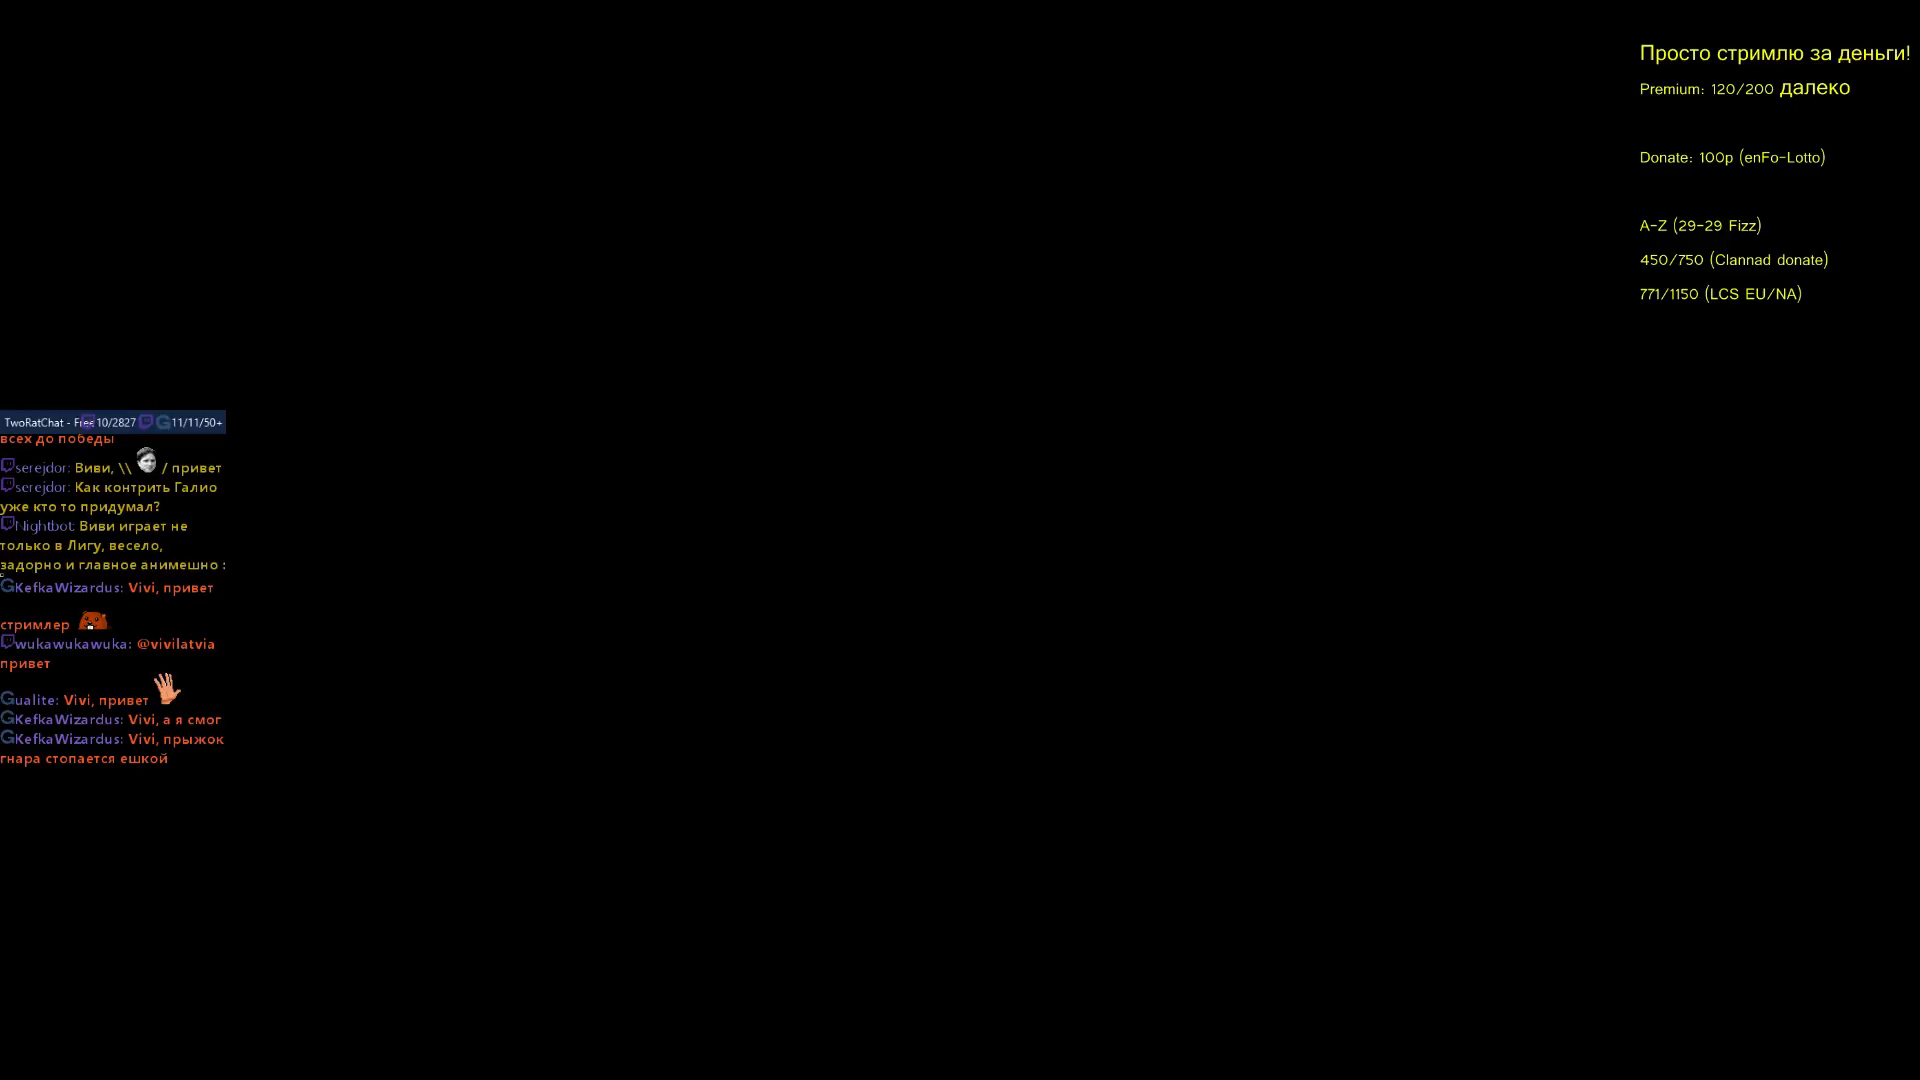 Просто стримлю за деньги!
Premium: 120/200 далеко
Donate: 100р (enFo-Lotto)
A-Z (29-29 Fizz)
450/750 (Clannad donate)
771/1150 (LCS EU/NA)
TwoRatChat - Free 10/2827 11/11/50+
всех до победы
serejdor: Виви, \\ / привет
serejdor: Как контрить Галио
уже кто то придумал?
Nightbot: Виви играет не
только в Лигу, весело,
задорно и главное анимешно :
KefkaWizardus: Vivi, привет
стримлер
wukawukawuka: @vivilatvia
привет
Gualite: Vivi, привет
KefkaWizardus: Vivi, а я смог
KefkaWizardus: Vivi, прыжок
гнара стопается ешкой